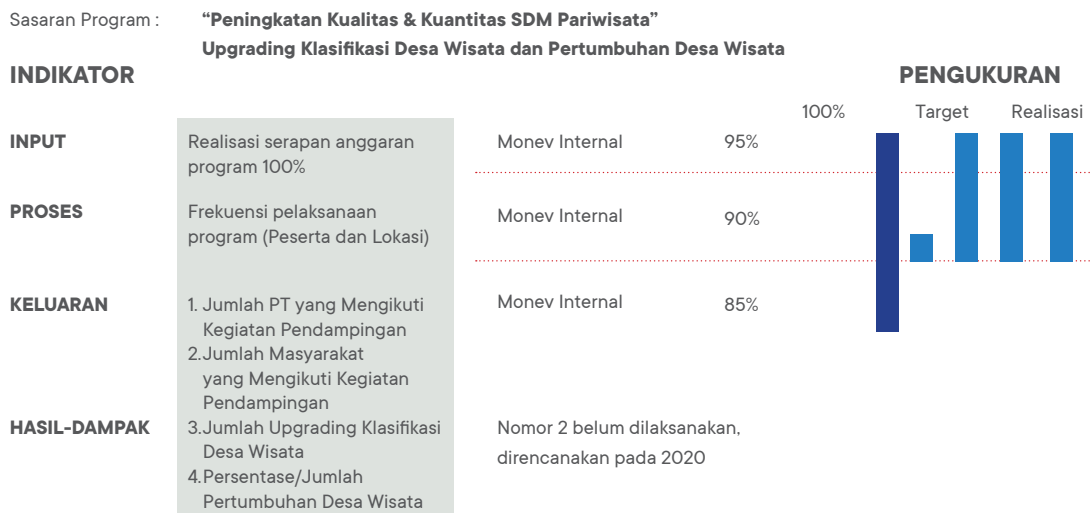 Sasaran Program : “Peningkatan Kualitas & Kuantitas SDM Pariwisata”
Upgrading Klasifikasi Desa Wisata dan Pertumbuhan Desa Wisata
INDIKATOR
PENGUKURAN
100% Target Realisasi
INPUT
Realisasi serapan anggaran
program 100%
Monev Internal
95%
PROSES
Frekuensi pelaksanaan
program (Peserta dan Lokasi)
Monev Internal
90%
KELUARAN
1. Jumlah PT yang Mengikuti
Kegiatan Pendampingan
2.Jumlah Masyarakat
yang Mengikuti Kegiatan
Pendampingan
Monev Internal
85%
HASIL-DAMPAK
3.Jumlah Upgrading Klasifikasi
Desa Wisata
4.Persentase/Jumlah
Pertumbuhan Desa Wisata
Nomor 2 belum dilaksanakan,
direncanakan pada 2020